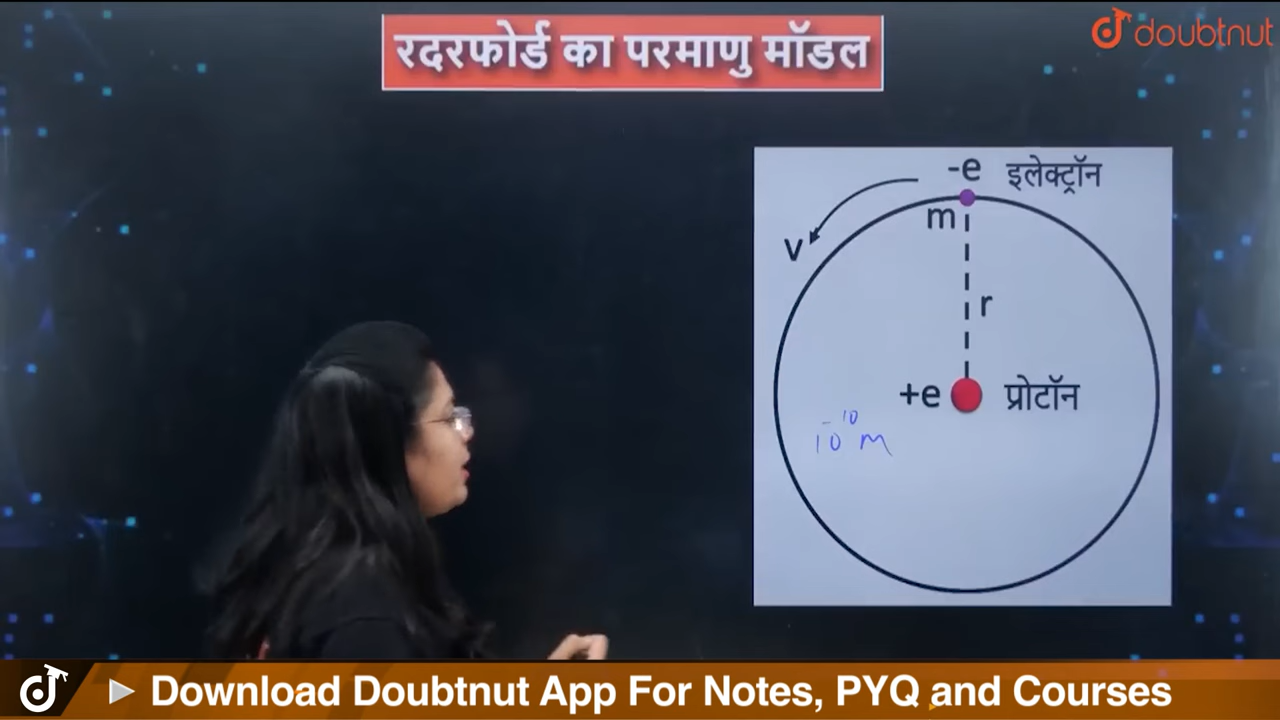 रदरफोर्ड का परमाणु मॉडल
doubtnut
-e इलेक्ट्रॉन
m
v
r
+e प्रोटॉन
10⁻¹⁰ m
Download Doubtnut App For Notes, PYQ and Courses